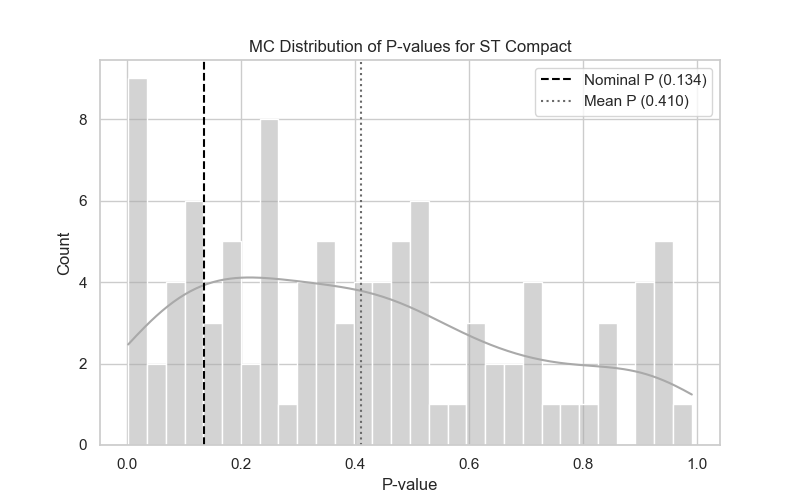 MC Distribution of P-values for ST Compact
Nominal P (0.134)
Mean P (0.410)
Count
8
6
4
2
0
0.0 0.2 0.4 0.6 0.8 1.0
P-value